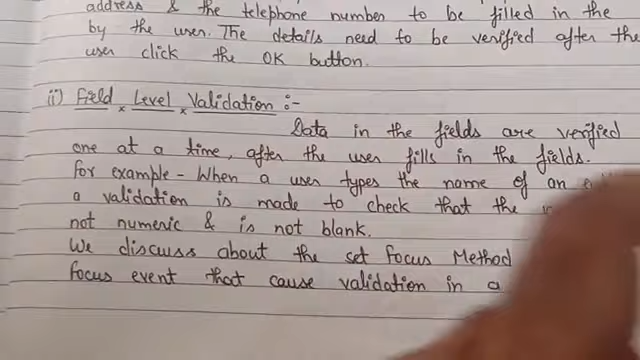 address & the telephone number to be filled in the
by the user. The details need to be verified after the
user click the OK button.
ii) Field Level Validation :-
Data in the fields are verified
one at a time, after the user fills in the fields.
for example - When a user types the name of an
a validation is made to check that the
not numeric & is not blank.
We discuss about the set focus Method
focus event that cause validation in a